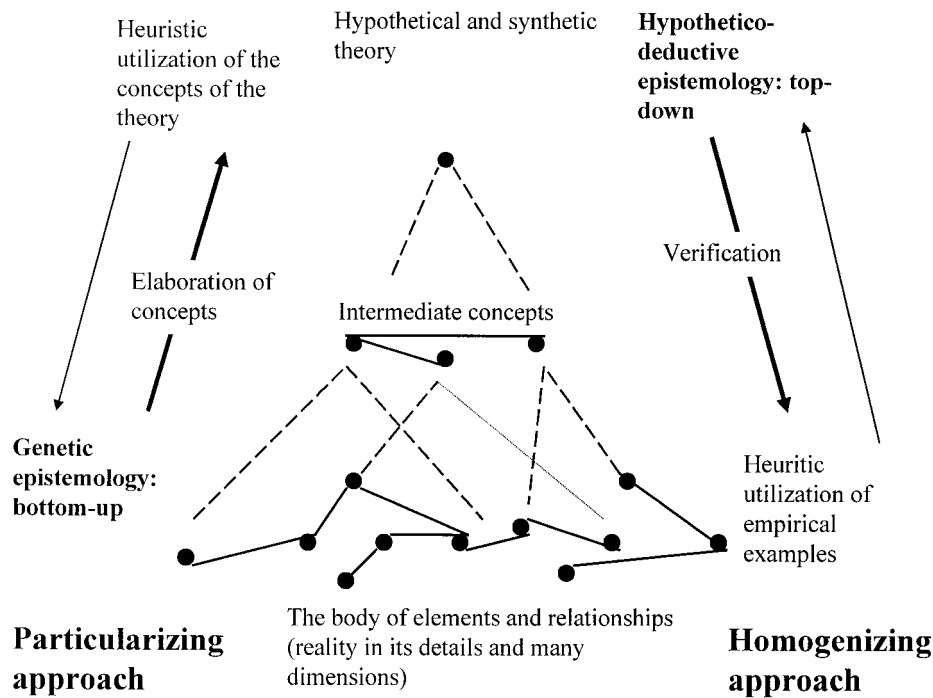 Heuristic
utilization of the
concepts of the
theory
Hypothetical and synthetic
theory
Hypothetico-
deductive
epistemology: top-
down
Elaboration of
concepts
Verification
Intermediate concepts
Genetic
epistemology:
bottom-up
Heuritic
utilization of
empirical
examples
The body of elements and relationships
(reality in its details and many
dimensions)
Particularizing
approach
Homogenizing
approach